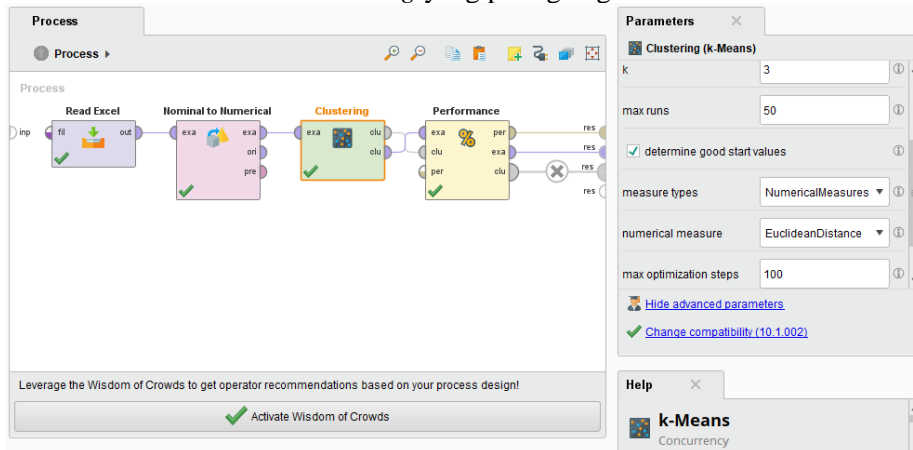 Process
Process
Process
Read Excel
Nominal to Numerical
Clustering
Performance
inp
fil
out
exa
exa
ori
pre
exa
clu
clu
exa
per
clu
exa
per
clu
res
res
res
res
Leverage the Wisdom of Crowds to get operator recommendations based on your process design!
Activate Wisdom of Crowds
Parameters
Clustering (k-Means)
k
3
max runs
50
determine good start values
measure types
NumericalMeasures
numerical measure
EuclideanDistance
max optimization steps
100
Hide advanced parameters
Change compatibility (10.1.002)
Help
k-Means
Concurrency